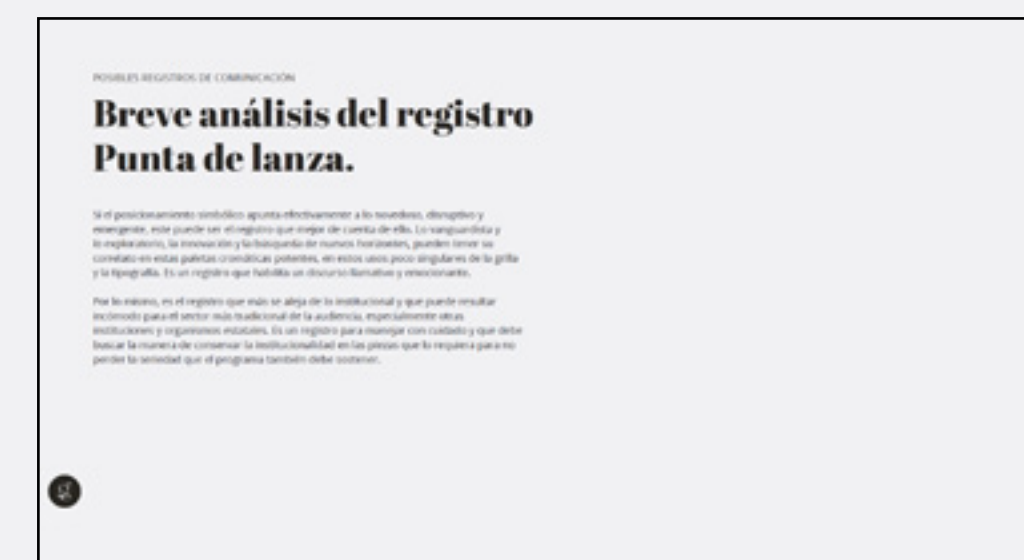 POSIBLES REGISTROS DE COMUNICACIÓN
Breve análisis del registro
Punta de lanza.
Si el posicionamiento simbólico apunta efectivamente a lo novedoso, disruptivo y
emergente, este puede ser el registro que mejor de cuenta de ello. Lo vanguardista y
lo exploratorio, la innovación y la búsqueda de nuevos horizontes, pueden tener su
correlato en estas paletas cromáticas potentes, en estos usos poco singulares de la grilla
y la tipografía. Es un registro que habilita un discurso llamativo y emocionante.
Por lo mismo, es el registro que más se aleja de lo institucional y que puede resultar
incómodo para el sector más tradicional de la audiencia, especialmente otras
instituciones y organismos estatales. Es un registro para manejar con cuidado y que debe
buscar la manera de conservar la institucionalidad en las piezas que lo requiera para no
perder la seriedad que el programa también debe sostener.
g